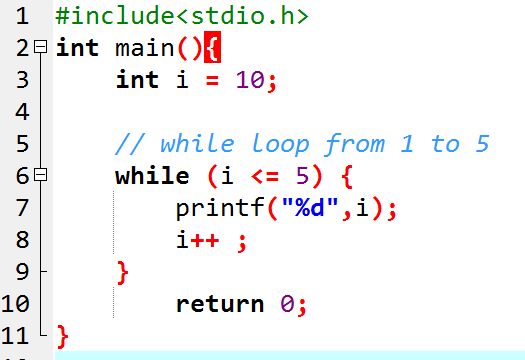 1 #include<stdio.h>
2 int main(){
3 int i = 10;
4
5 // while loop from 1 to 5
6 while (i <= 5) {
7 printf("%d",i);
8 i++ ;
9 }
10 return 0;
11 }